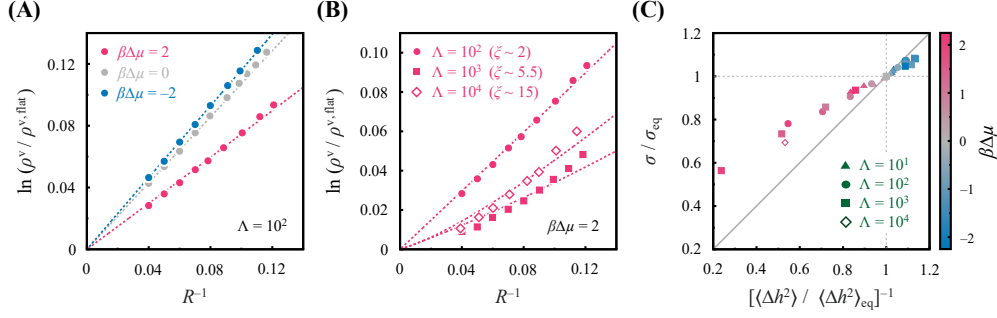 (A)
ln (ρᵛ / ρᵛ,ᶠˡᵃᵗ)
0.12
0.08
0.04
0
βΔμ = 2
βΔμ = 0
βΔμ = –2
Λ = 10²
0 0.04 0.08 0.12
R⁻¹
(B)
ln (ρᵛ / ρᵛ,ᶠˡᵃᵗ)
0.10
0.08
0.06
0.04
0.02
0
Λ = 10² (ξ ~ 2)
Λ = 10³ (ξ ~ 5.5)
Λ = 10⁴ (ξ ~ 15)
βΔμ = 2
0 0.04 0.08 0.12
R⁻¹
(C)
σ / σeq
1.2
1
0.8
0.6
0.4
0.2
Λ = 10¹
Λ = 10²
Λ = 10³
Λ = 10⁴
0.2 0.4 0.6 0.8 1 1.2
[⟨Δh²⟩ / ⟨Δh²⟩eq]⁻¹
2
1
0
−1
−2
βΔμ